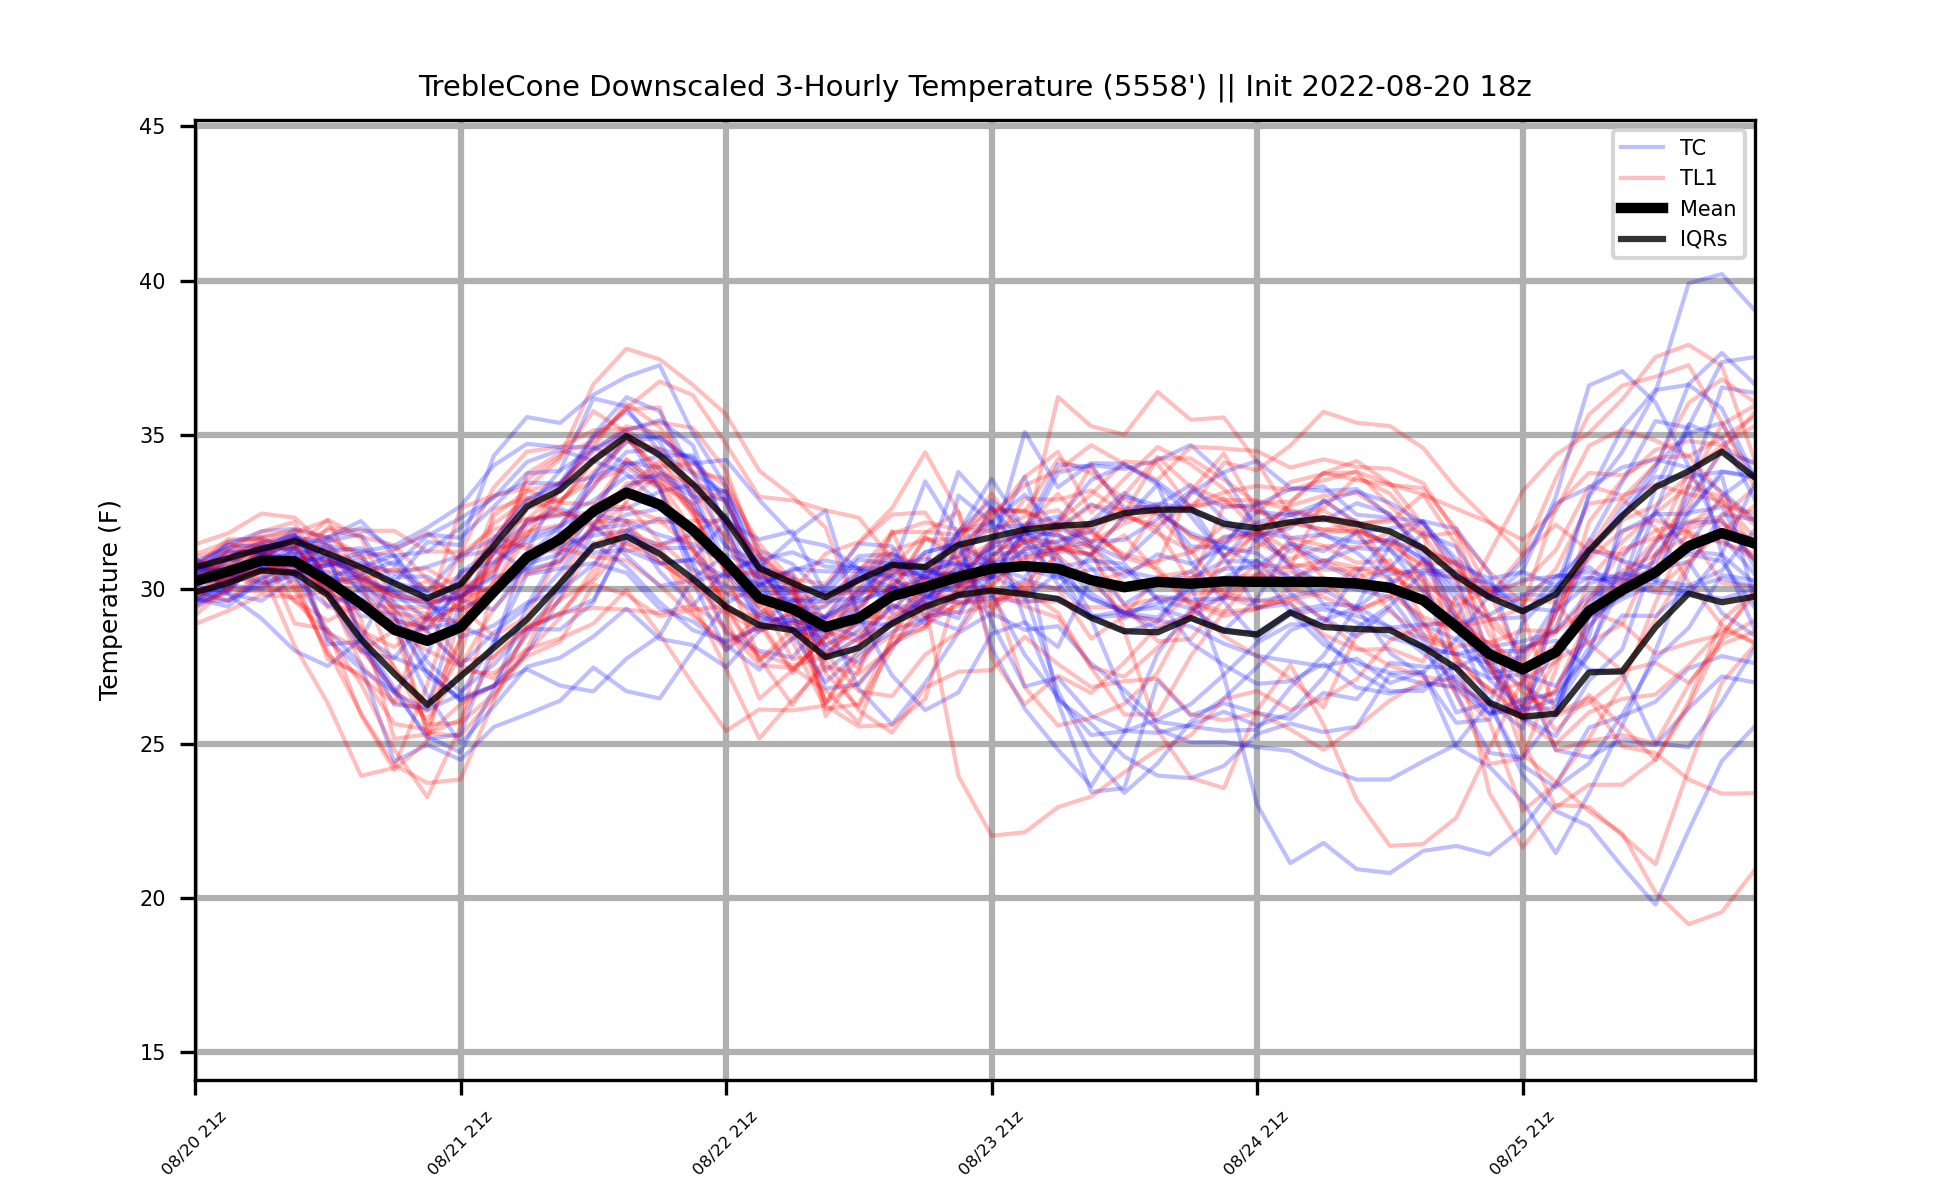 TrebleCone Downscaled 3-Hourly Temperature (5558') || Init 2022-08-20 18z
45
40
35
30
25
20
15
Temperature (F)
TC
TL1
Mean
IQRs
08/20 21z
08/21 21z
08/22 21z
08/23 21z
08/24 21z
08/25 21z